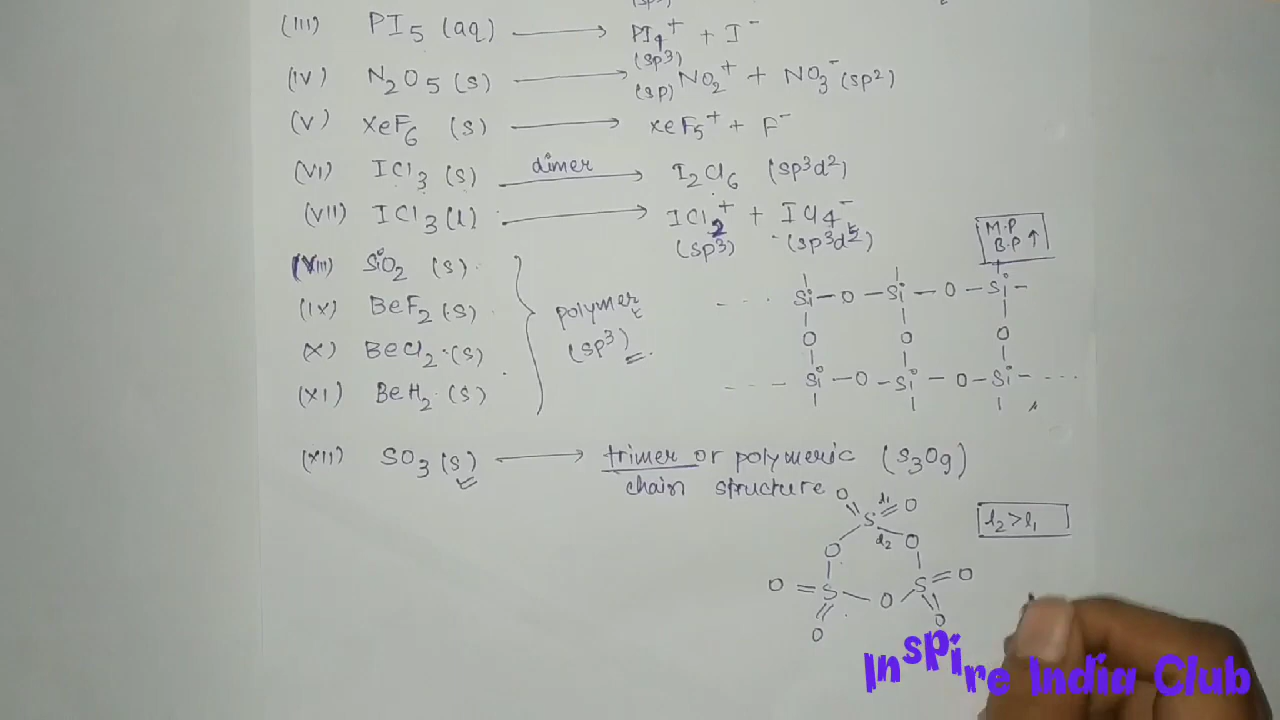 (III) PI5 (aq) ⟶ PI4+ + I-
(sp3)
(IV) N2O5 (s) ⟶ NO2+ + NO3- (sp2)
(sp)
(V) XeF6 (s) ⟶ XeF5+ + F-
(VI) ICl3 (s) dimer ⟶ I2Cl6 (sp3d2)
(VII) ICl3 (l) ⟶ ICl2+ + ICl4-
(sp3) (sp3d2)
(VIII) SiO2 (s)
(IX) BeF2 (s)
(X) BeCl2 (s)
(XI) BeH2 (s)
polymer
(sp3)
M.P
B.P ↑
--- Si — O — Si — O — Si —
O O O
--- Si — O — Si — O — Si — ---
(XII) SO3 (s) ⟶ trimer or polymeric (S3O9)
chain structure
O l1 O
S
l2
O O
O = S — O — S = O
O O
l2 > l1
Inspire India Club